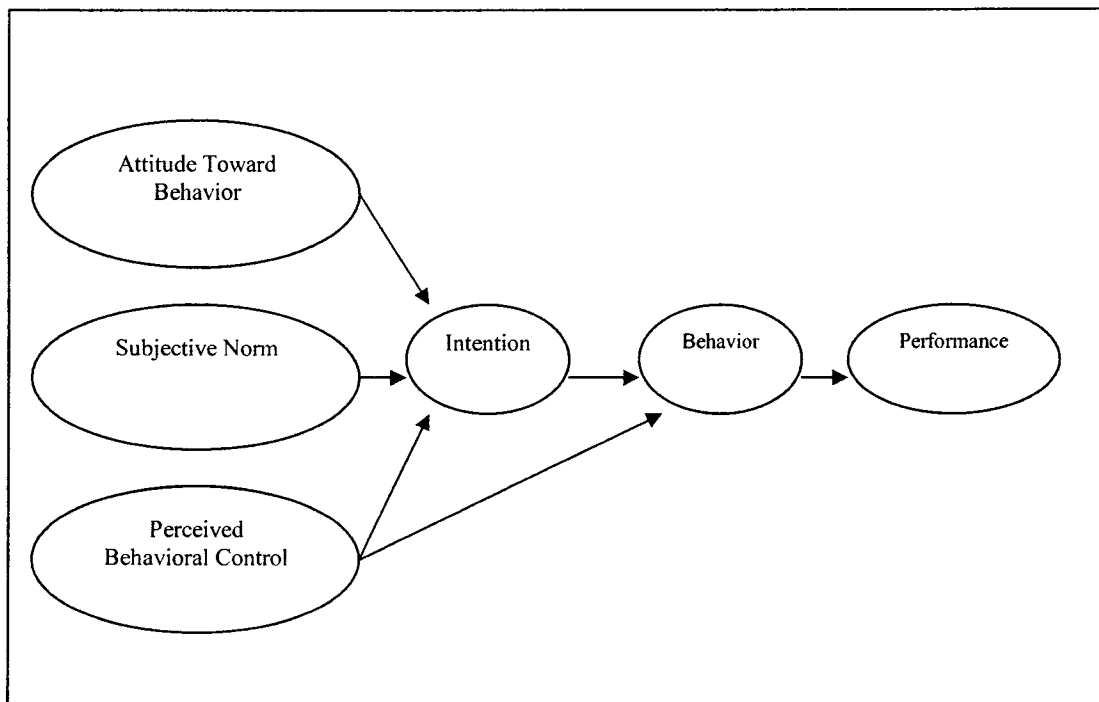 Attitude Toward
Behavior
Subjective Norm
Intention
Behavior
Performance
Perceived
Behavioral Control